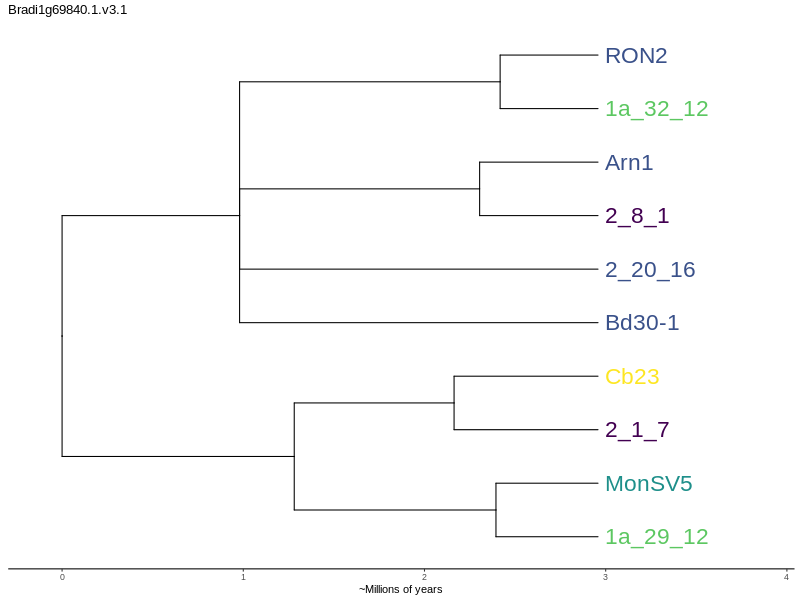 Bradi1g69840.1.v3.1
RON2
1a_32_12
Arn1
2_8_1
2_20_16
Bd30-1
Cb23
2_1_7
MonSV5
1a_29_12
0 1 2 3 4
~Millions of years